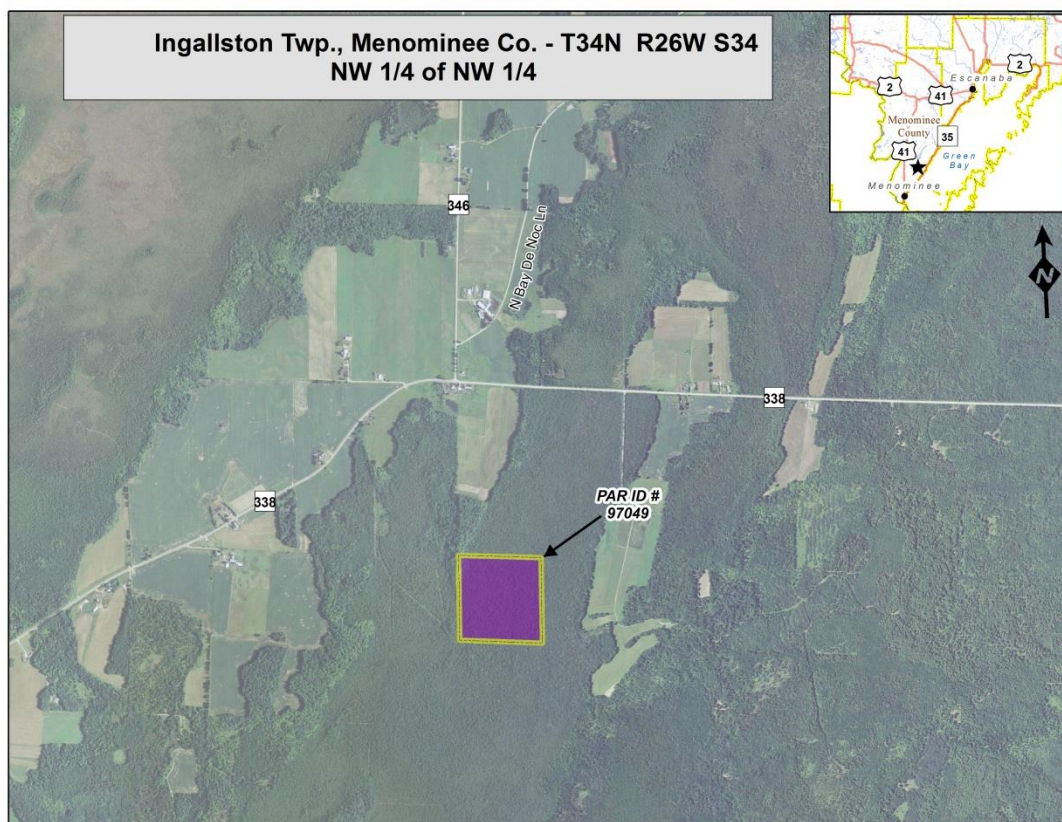 Ingallston Twp., Menominee Co. - T34N R26W S34
NW 1/4 of NW 1/4
2
Escanaba
2
41
Menominee
County
35
41
Green
Bay
Menominee
N
346
N Bay De Noc Ln
338
338
PAR ID #
97049